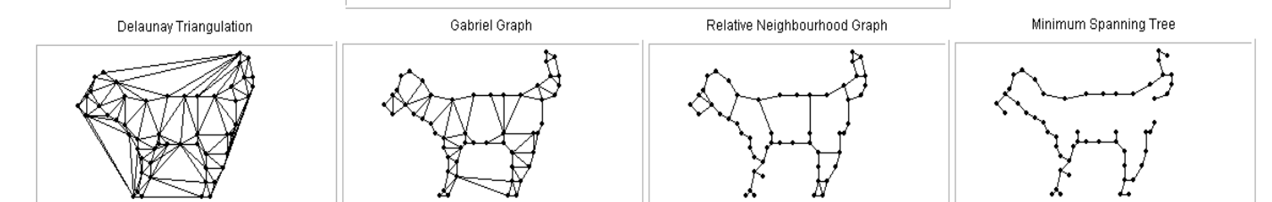 Delaunay Triangulation
Gabriel Graph
Relative Neighbourhood Graph
Minimum Spanning Tree